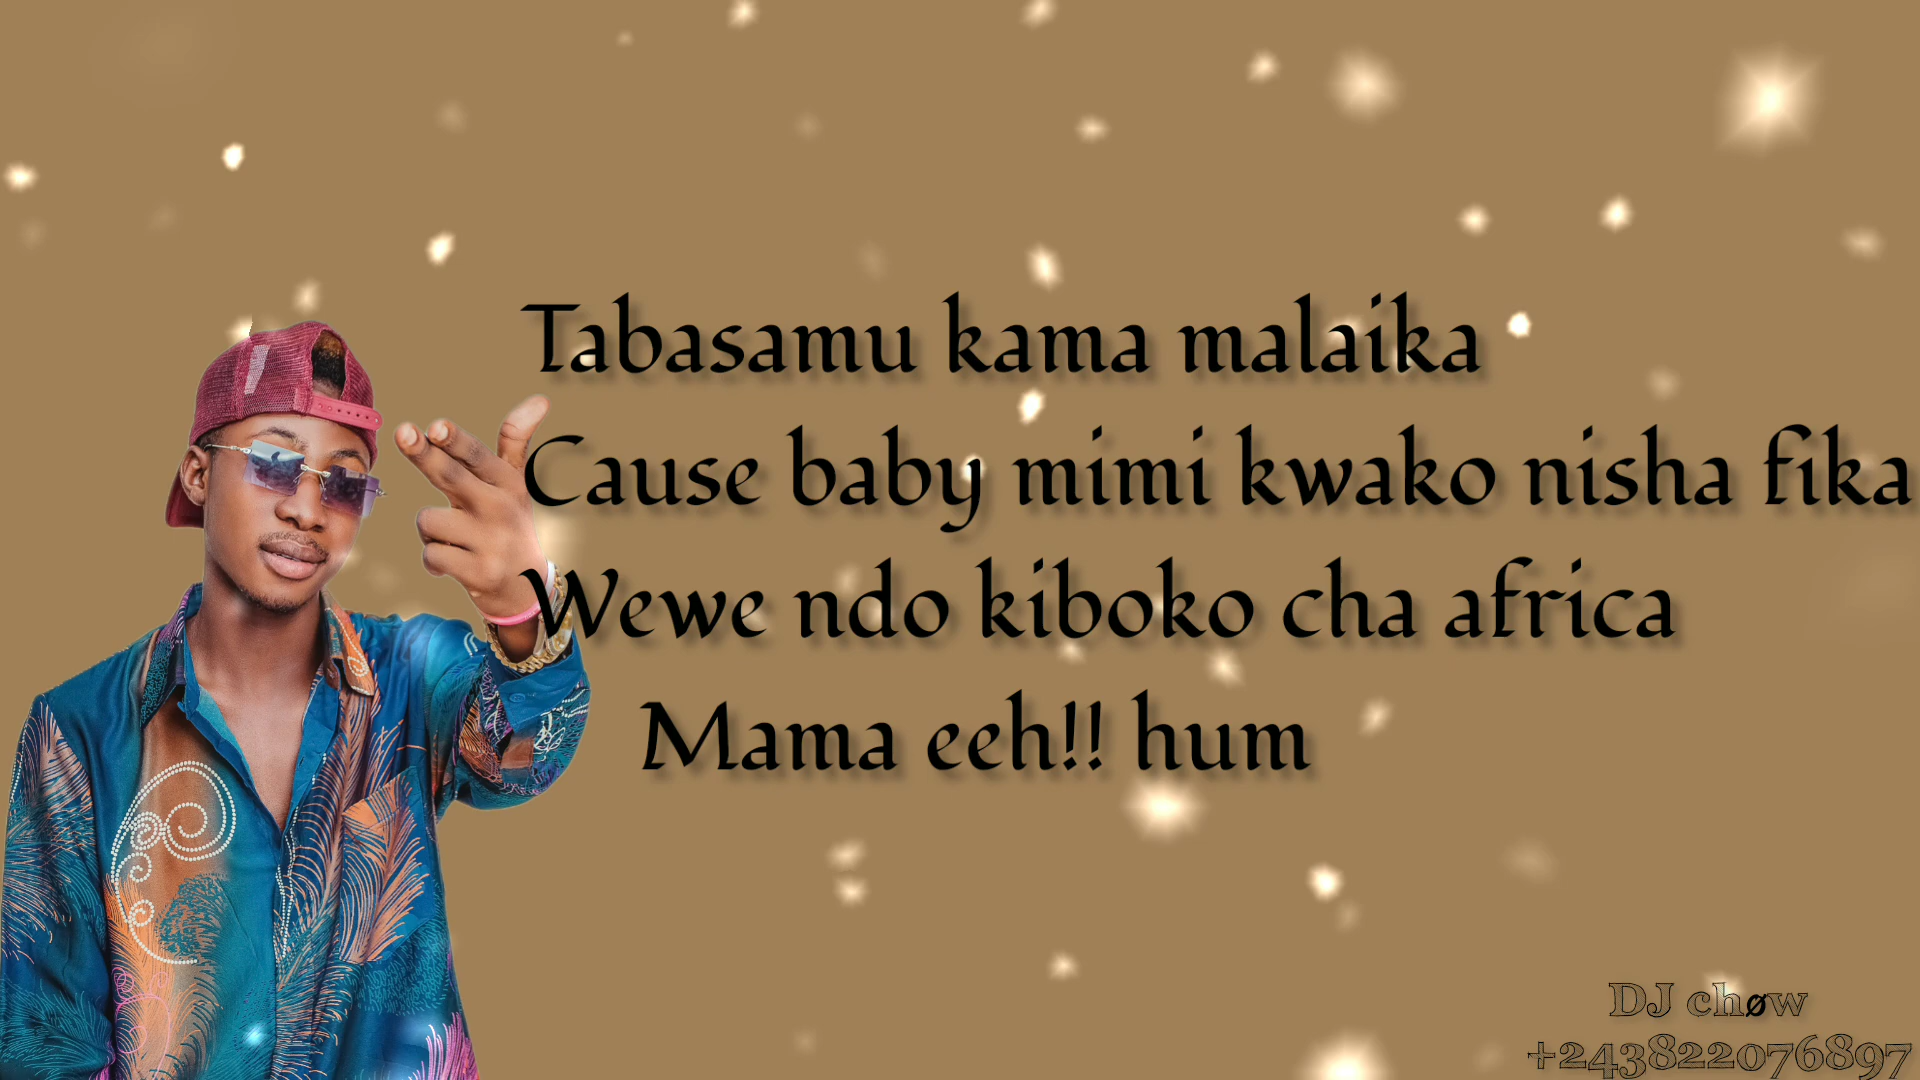 Tabasamu kama malaika
Cause baby mimi kwako nisha fika
Wewe ndo kiboko cha africa
Mama eeh!! hum
DJ chøw
+243822076897